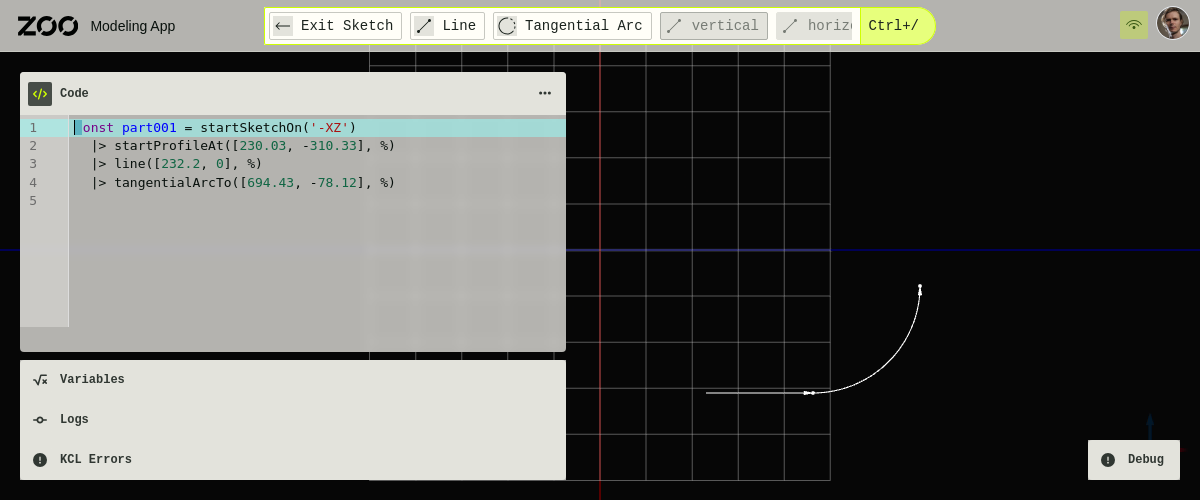 ZOO Modeling App
Exit Sketch Line Tangential Arc vertical horiz Ctrl+/
Code
1 onst part001 = startSketchOn('-XZ')
2 |> startProfileAt([230.03, -310.33], %)
3 |> line([232.2, 0], %)
4 |> tangentialArcTo([694.43, -78.12], %)
5
Variables
Logs
KCL Errors
Debug